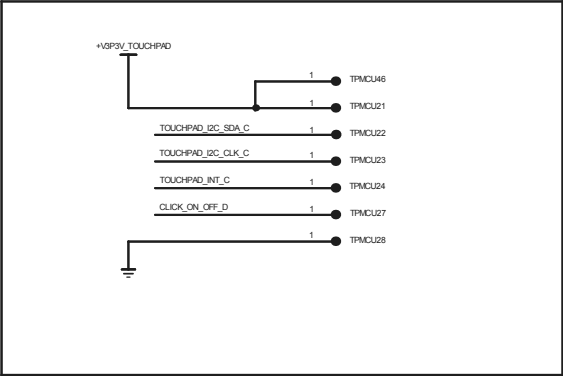 +V3P3V_TOUCHPAD
1 TPMCU46
1 TPMCU21
TOUCHPAD_I2C_SDA_C 1 TPMCU22
TOUCHPAD_I2C_CLK_C 1 TPMCU23
TOUCHPAD_INT_C 1 TPMCU24
CLICK_ON_OFF_D 1 TPMCU27
1 TPMCU28